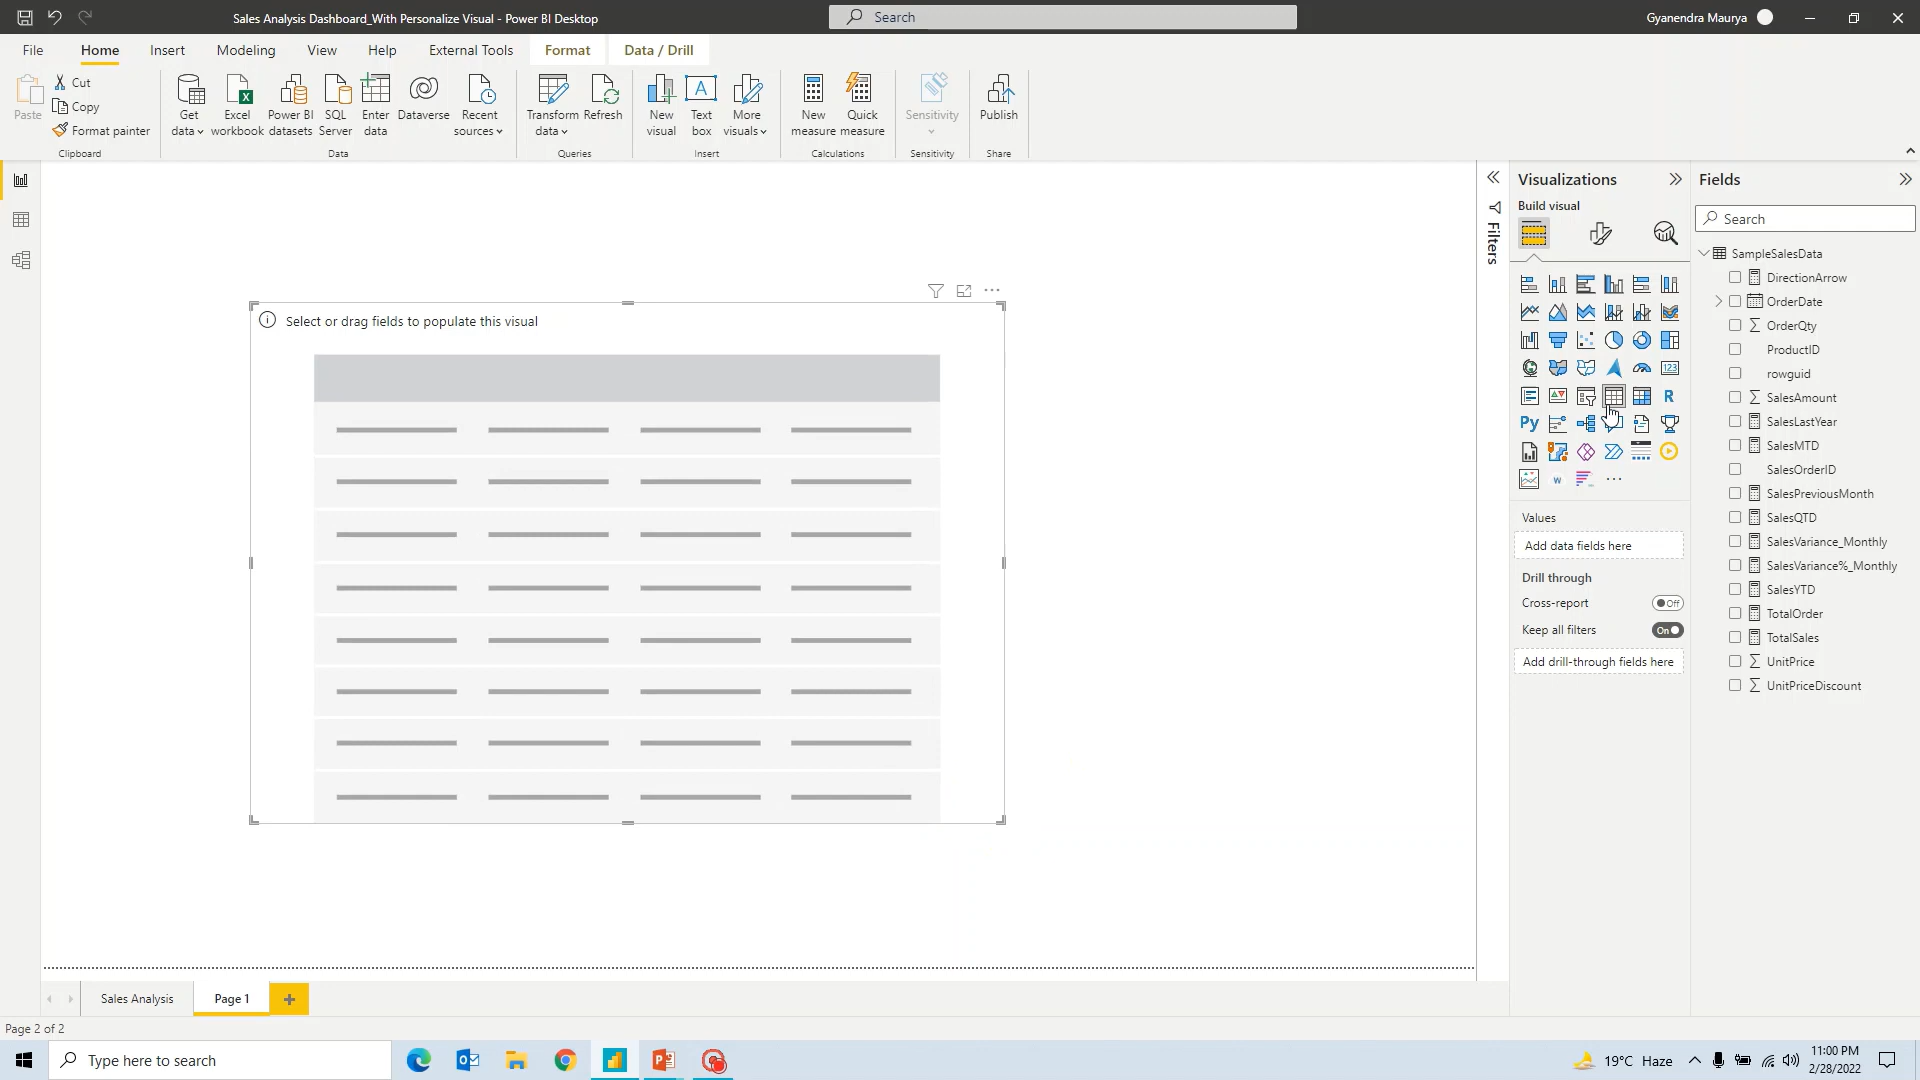 Sales Analysis Dashboard_With Personalize Visual - Power BI Desktop
Search
Gyanendra Maurya
File
Home
Insert
Modeling
View
Help
External Tools
Format
Data / Drill
Paste
Cut
Copy
Format painter
Clipboard
Get data
Excel workbook
Power BI datasets
SQL Server
Enter data
Dataverse
Recent sources
Data
Transform data
Refresh
Queries
New visual
A
Text box
More visuals
Insert
New measure
Quick measure
Calculations
Sensitivity
Sensitivity
Publish
Share
Select or drag fields to populate this visual
Filters
Visualizations
Build visual
123
R
Py
W
Values
Add data fields here
Drill through
Cross-report
Off
Keep all filters
On
Add drill-through fields here
Fields
Search
SampleSalesData
DirectionArrow
OrderDate
OrderQty
ProductID
rowguid
SalesAmount
SalesLastYear
SalesMTD
SalesOrderID
SalesPreviousMonth
SalesQTD
SalesVariance_Monthly
SalesVariance%_Monthly
SalesYTD
TotalOrder
TotalSales
UnitPrice
UnitPriceDiscount
Sales Analysis
Page 1
Page 2 of 2
Type here to search
19°C Haze
11:00 PM
2/28/2022